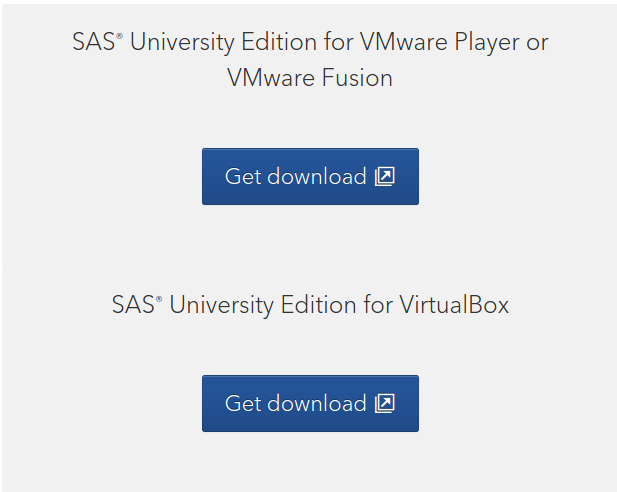 SAS® University Edition for VMware Player or
VMware Fusion
Get download
SAS® University Edition for VirtualBox
Get download